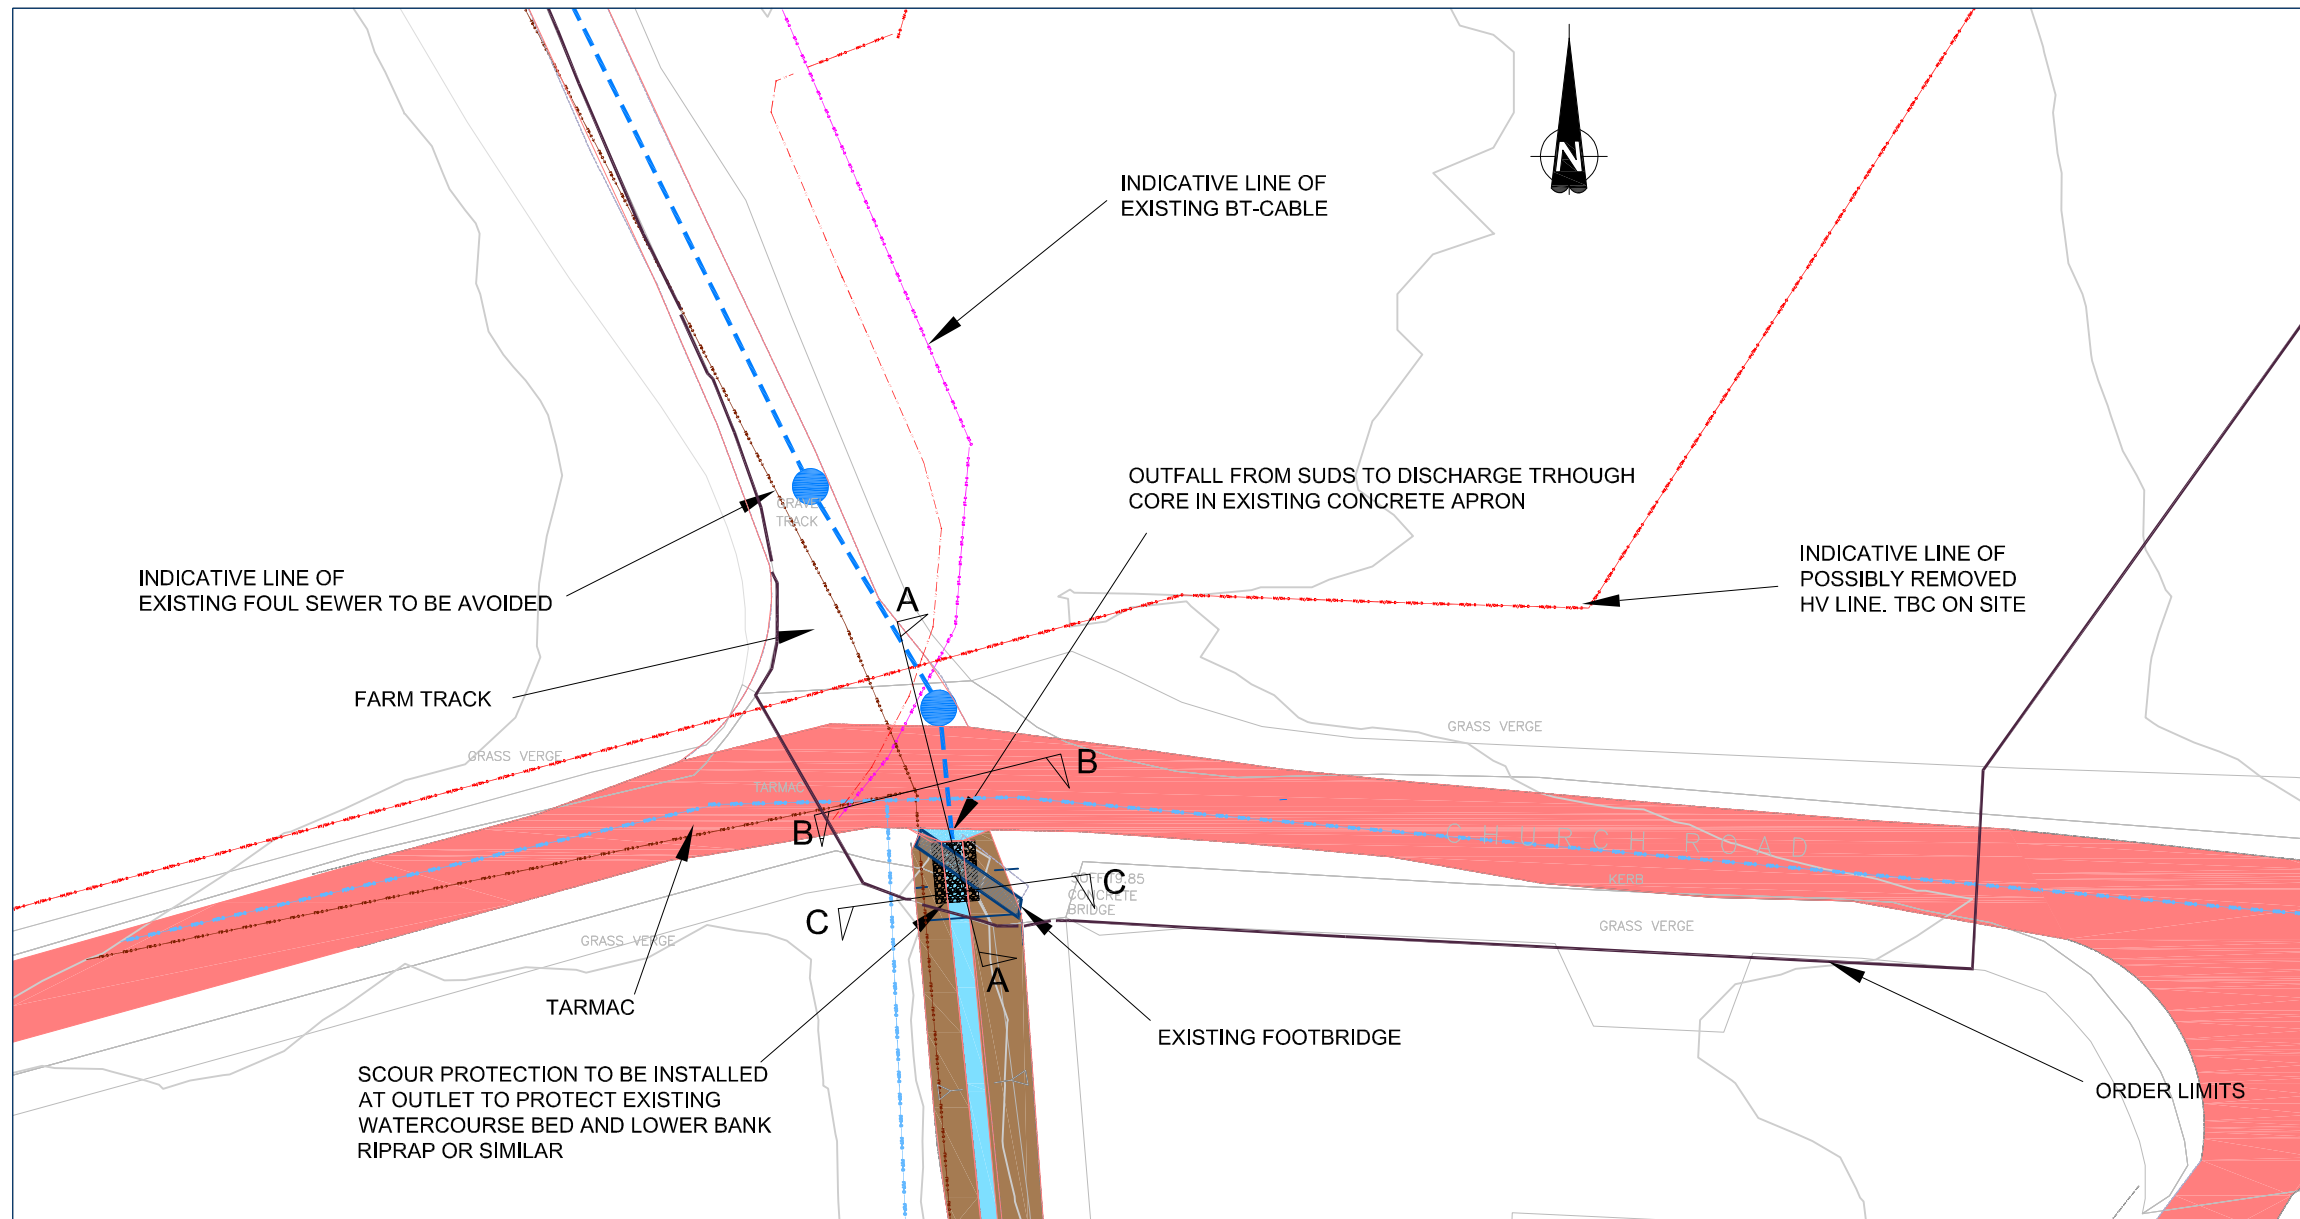 N
INDICATIVE LINE OF
EXISTING BT-CABLE
OUTFALL FROM SUDS TO DISCHARGE TRHOUGH
CORE IN EXISTING CONCRETE APRON
GRAVEL
TRACK
INDICATIVE LINE OF
EXISTING FOUL SEWER TO BE AVOIDED
INDICATIVE LINE OF
POSSIBLY REMOVED
HV LINE. TBC ON SITE
A
FARM TRACK
GRASS VERGE
GRASS VERGE
B
TARMAC
B
CHURCH ROAD
C
CONCRETE
BRIDGE
KERB
C
GRASS VERGE
GRASS VERGE
A
TARMAC
EXISTING FOOTBRIDGE
SCOUR PROTECTION TO BE INSTALLED
AT OUTLET TO PROTECT EXISTING
WATERCOURSE BED AND LOWER BANK
RIPRAP OR SIMILAR
ORDER LIMITS